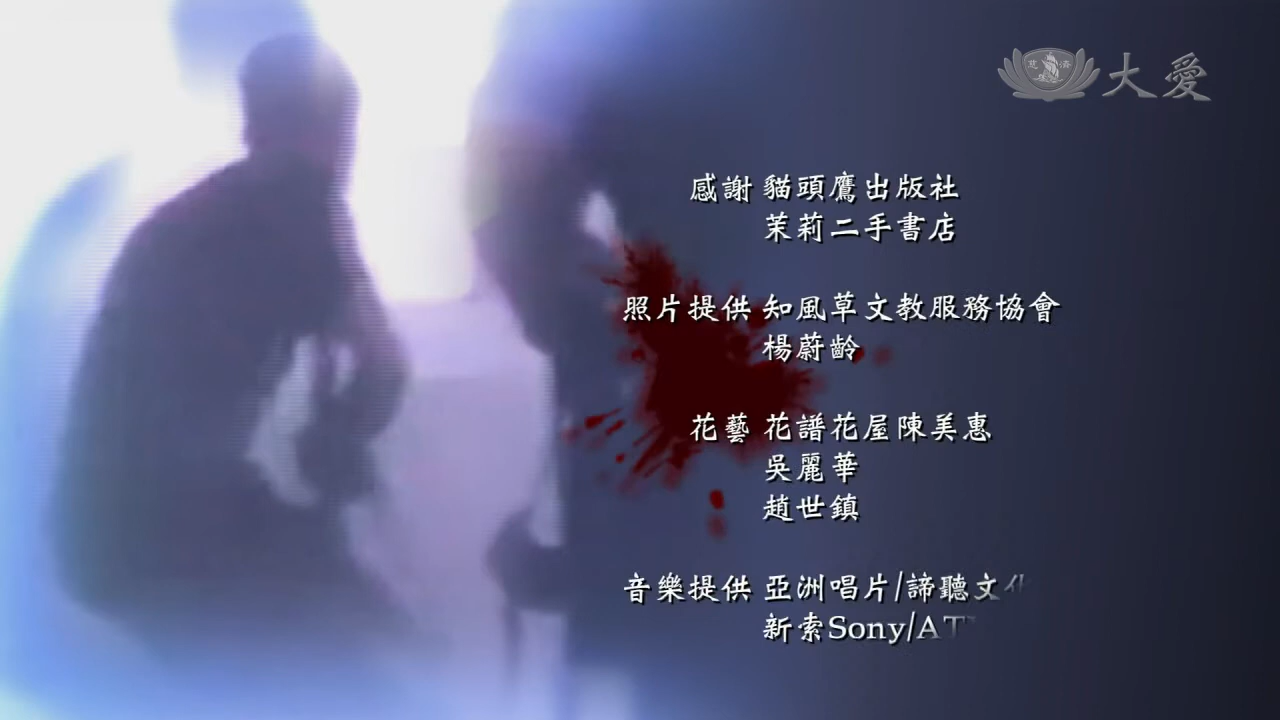 慈濟
大愛
感謝 貓頭鷹出版社
茉莉二手書店
照片提供 知風草文教服務協會
楊蔚齡
花藝 花譜花屋陳美惠
吳麗華
趙世鎮
音樂提供 亞洲唱片/諦聽文化
新索Sony/AT